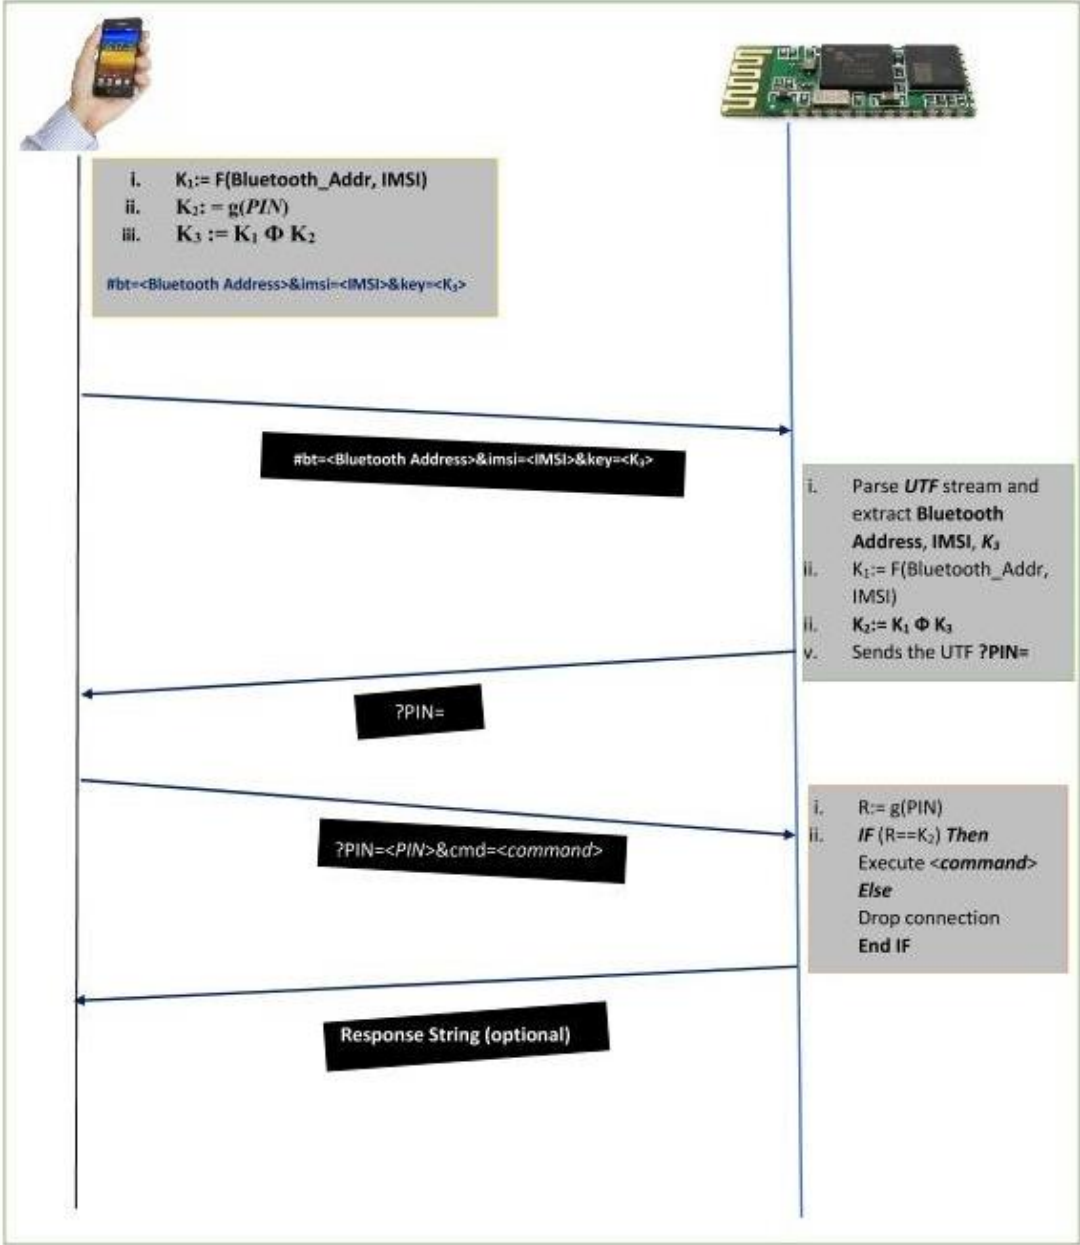 i. K₁:= F(Bluetooth_Addr, IMSI)
ii. K₂: = g(PIN)
iii. K₃ := K₁ Φ K₂
#bt=<Bluetooth Address>&imsi=<IMSI>&key=<K₃>
#bt=<Bluetooth Address>&imsi=<IMSI>&key=<K₃>
i. Parse UTF stream and
extract Bluetooth
Address, IMSI, K₃
ii. K₁:= F(Bluetooth_Addr,
IMSI)
ii. K₂:= K₁ Φ K₃
v. Sends the UTF ?PIN=
?PIN=
?PIN=<PIN>&cmd=<command>
i. R:= g(PIN)
ii. IF (R==K₂) Then
Execute <command>
Else
Drop connection
End IF
Response String (optional)